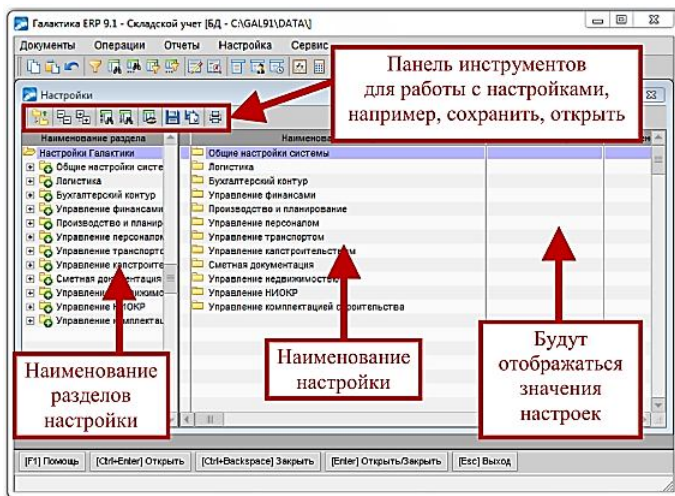 Галактика ERP 9.1 - Складской учет [БД - C:\GAL91\DATA\]
Документы Операции Отчеты Настройка Сервис
Панель инструментов
для работы с настройками,
например, сохранить, открыть
Настройки
Наименование раздела
Настройки Галактики
Общие настройки систе
Логистика
Бухгалтерский контур
Управление финансами
Производство и планир
Управление персоналом
Управление транспорто
Управление капстроите
Сметная документация
Управление НИОКР
Управление комплектац
Общие настройки системы
Логистика
Бухгалтерский контур
Управление финансами
Производство и планирование
Управление персоналом
Управление транспортом
Управление капстроительством
Сметная документация
Управление недвижимостью
Управление НИОКР
Управление комплектацией строительства
Наименование
разделов
настройки
Наименование
настройки
Будут
отображаться
значения
настроек
[F1] Помощь [Ctrl+Enter] Открыть [Ctrl+Backspace] Закрыть [Enter] Открыть/Закрыть [Esc] Выход